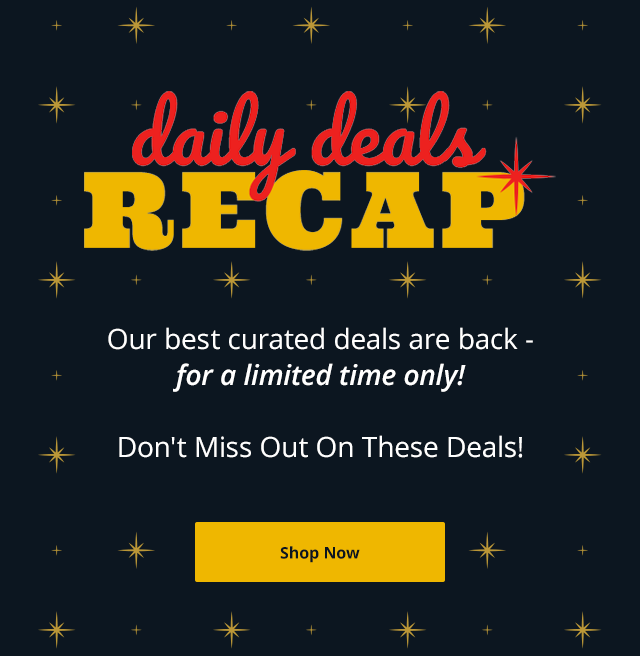 daily deals
RECAP
Our best curated deals are back -
for a limited time only!
Don't Miss Out On These Deals!
Shop Now